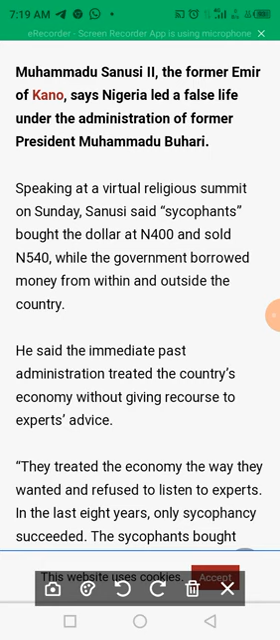 7:19 AM
eRecorder - Screen Recorder App is using microphone
Muhammadu Sanusi II, the former Emir
of Kano, says Nigeria led a false life
under the administration of former
President Muhammadu Buhari.
Speaking at a virtual religious summit
on Sunday, Sanusi said “sycophants”
bought the dollar at N400 and sold
N540, while the government borrowed
money from within and outside the
country.
He said the immediate past
administration treated the country’s
economy without giving recourse to
experts’ advice.
“They treated the economy the way they
wanted and refused to listen to experts.
In the last eight years, only sycophancy
succeeded. The sycophants bought
This website uses cookies. Accept